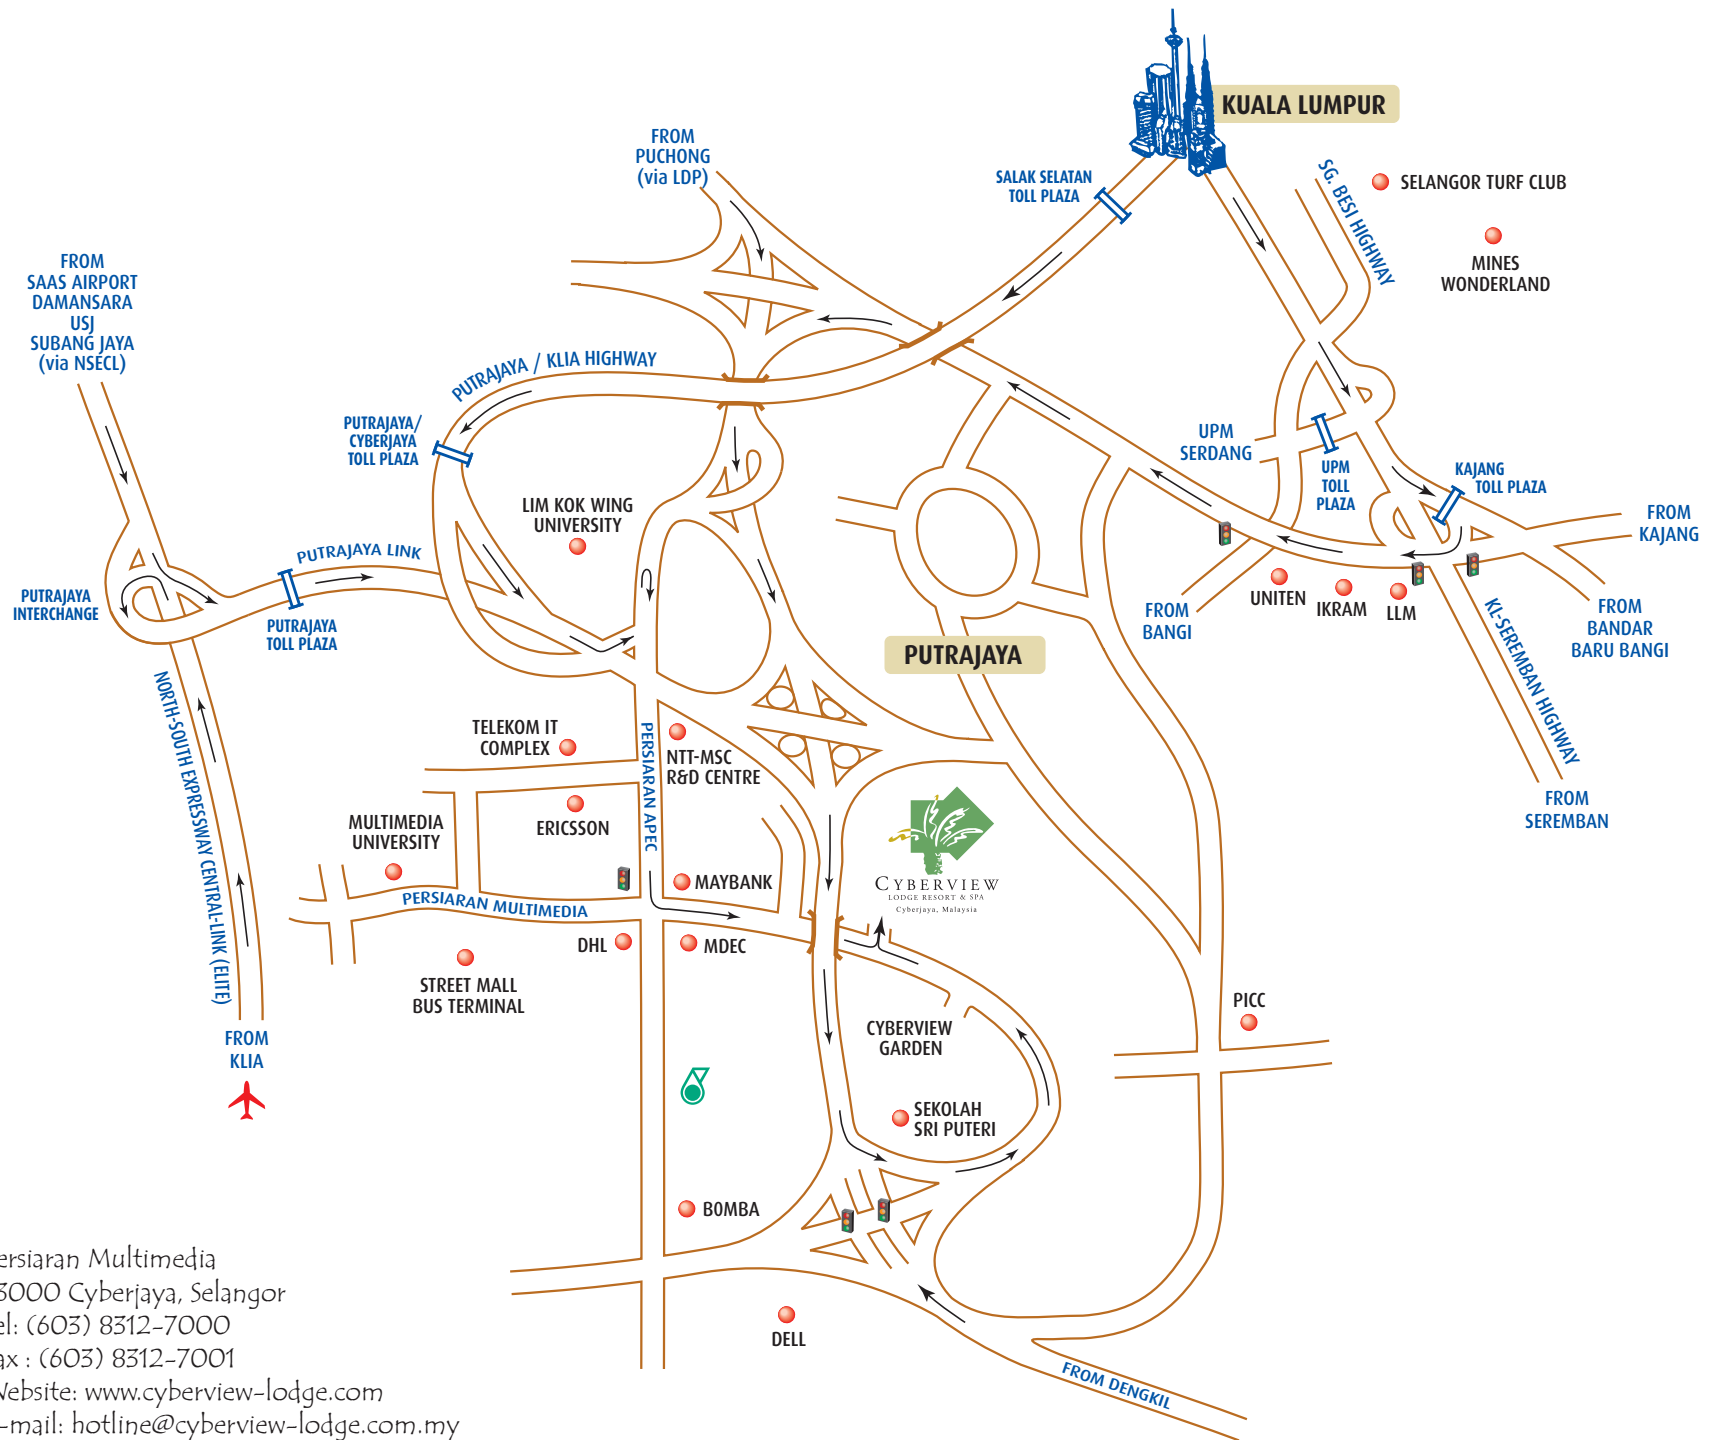 KUALA LUMPUR
FROM
PUCHONG
(via LDP)
SALAK SELATAN
TOLL PLAZA
SG. BESI HIGHWAY
SELANGOR TURF CLUB
MINES
WONDERLAND
FROM
SAAS AIRPORT
DAMANSARA
USJ
SUBANG JAYA
(via NSECL)
PUTRAJAYA / KLIA HIGHWAY
PUTRAJAYA/
CYBERJAYA
TOLL PLAZA
UPM
SERDANG
UPM
TOLL
PLAZA
KAJANG
TOLL PLAZA
FROM
KAJANG
LIM KOK WING
UNIVERSITY
PUTRAJAYA LINK
PUTRAJAYA
INTERCHANGE
PUTRAJAYA
TOLL PLAZA
UNITEN
IKRAM
LLM
FROM
BANGI
FROM
BANDAR
BARU BANGI
KL-SEREMBAN HIGHWAY
PUTRAJAYA
NORTH-SOUTH EXPRESSWAY CENTRAL-LINK (ELITE)
TELEKOM IT
COMPLEX
PERSIARAN APEC
NTT-MSC
R&D CENTRE
FROM
SEREMBAN
ERICSSON
MULTIMEDIA
UNIVERSITY
MAYBANK
CYBERVIEW
LODGE RESORT & SPA
Cyberjaya, Malaysia
PERSIARAN MULTIMEDIA
DHL
MDEC
STREET MALL
BUS TERMINAL
PICC
CYBERVIEW
GARDEN
FROM
KLIA
SEKOLAH
SRI PUTERI
BOMBA
DELL
FROM DENGKIL
ersiaran Multimedia
3000 Cyberjaya, Selangor
el: (603) 8312-7000
ax : (603) 8312-7001
Website: www.cyberview-lodge.com
-mail: hotline@cyberview-lodge.com.my